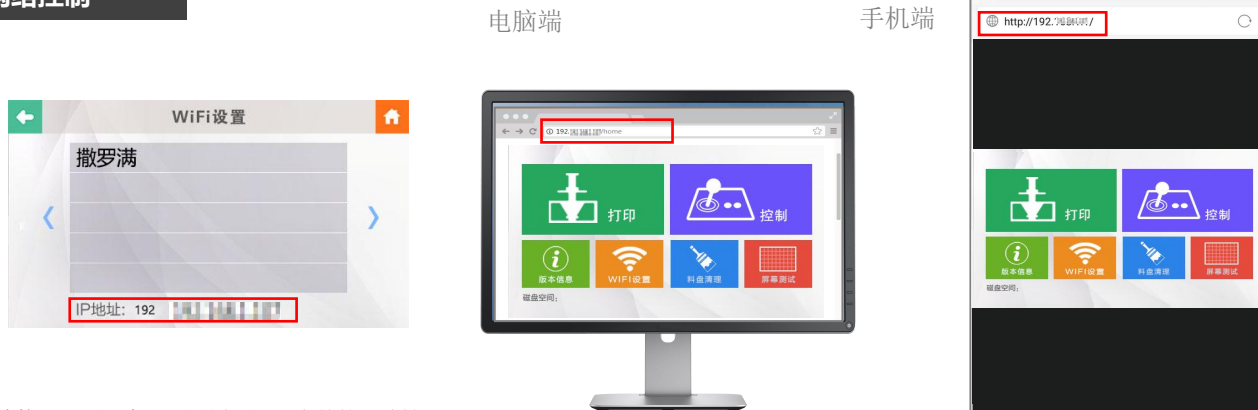 电脑端
手机端
WiFi设置
撒罗满
IP地址: 192
192.
/home
打印
控制
版本信息
WIFI设置
料盘清理
屏幕测试
磁盘空间:
http://192.
/
打印
控制
版本信息
WIFI设置
料盘清理
屏幕测试
磁盘空间: